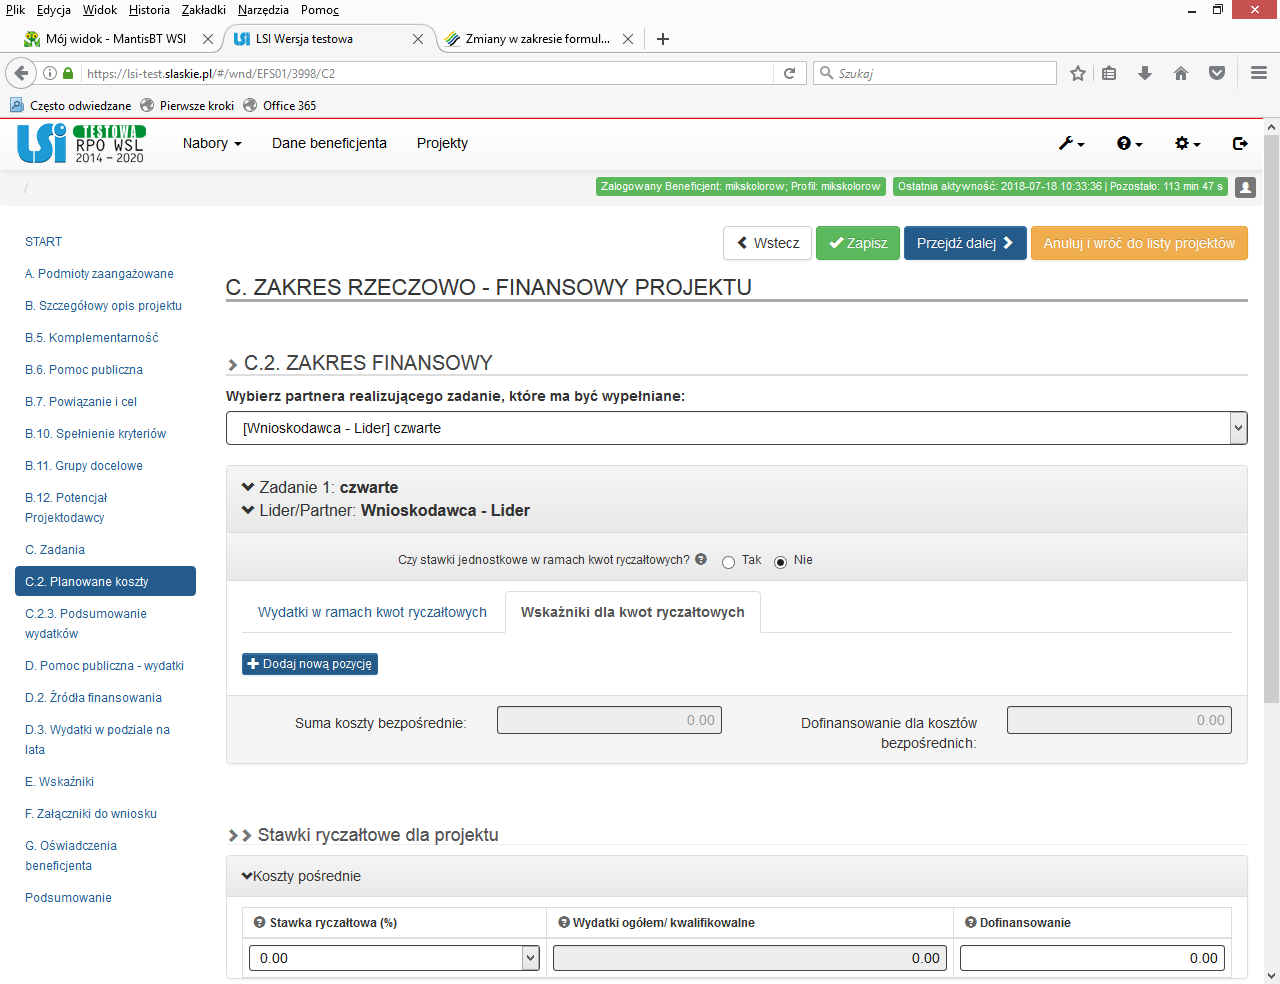 Plik Edycja Widok Historia Zakładki Narzędzia Pomoc
Mój widok - MantisBT WSI
LSI Wersja testowa
Zmiany w zakresie formul...
https://lsi-test.slaskie.pl/#/wnd/EFS01/3998/C2
Szukaj
Często odwiedzane
Pierwsze kroki
Office 365
LSi TESTOWA
RPO WSL
2014 – 2020
Nabory
Dane beneficjenta
Projekty
/
Zalogowany Beneficjent: mikskolorow; Profil: mikskolorow
Ostatnia aktywność: 2018-07-18 10:33:36 | Pozostało: 113 min 47 s
START
A. Podmioty zaangażowane
B. Szczegółowy opis projektu
B.5. Komplementarność
B.6. Pomoc publiczna
B.7. Powiązanie i cel
B.10. Spełnienie kryteriów
B.11. Grupy docelowe
B.12. Potencjał
Projektodawcy
C. Zadania
C.2. Planowane koszty
C.2.3. Podsumowanie
wydatków
D. Pomoc publiczna - wydatki
D.2. Źródła finansowania
D.3. Wydatki w podziale na
lata
E. Wskaźniki
F. Załączniki do wniosku
G. Oświadczenia
beneficjenta
Podsumowanie
Wstecz
Zapisz
Przejdź dalej
Anuluj i wróć do listy projektów
C. ZAKRES RZECZOWO - FINANSOWY PROJEKTU
C.2. ZAKRES FINANSOWY
Wybierz partnera realizującego zadanie, które ma być wypełniane:
[Wnioskodawca - Lider] czwarte
Zadanie 1: czwarte
Lider/Partner: Wnioskodawca - Lider
Czy stawki jednostkowe w ramach kwot ryczałtowych? Tak Nie
Wydatki w ramach kwot ryczałtowych
Wskaźniki dla kwot ryczałtowych
Dodaj nową pozycję
Suma koszty bezpośrednie: 0.00
Dofinansowanie dla kosztów
bezpośrednich: 0.00
Stawki ryczałtowe dla projektu
Koszty pośrednie
Stawka ryczałtowa (%)
Wydatki ogółem/ kwalifikowalne
Dofinansowanie
0.00
0.00
0.00